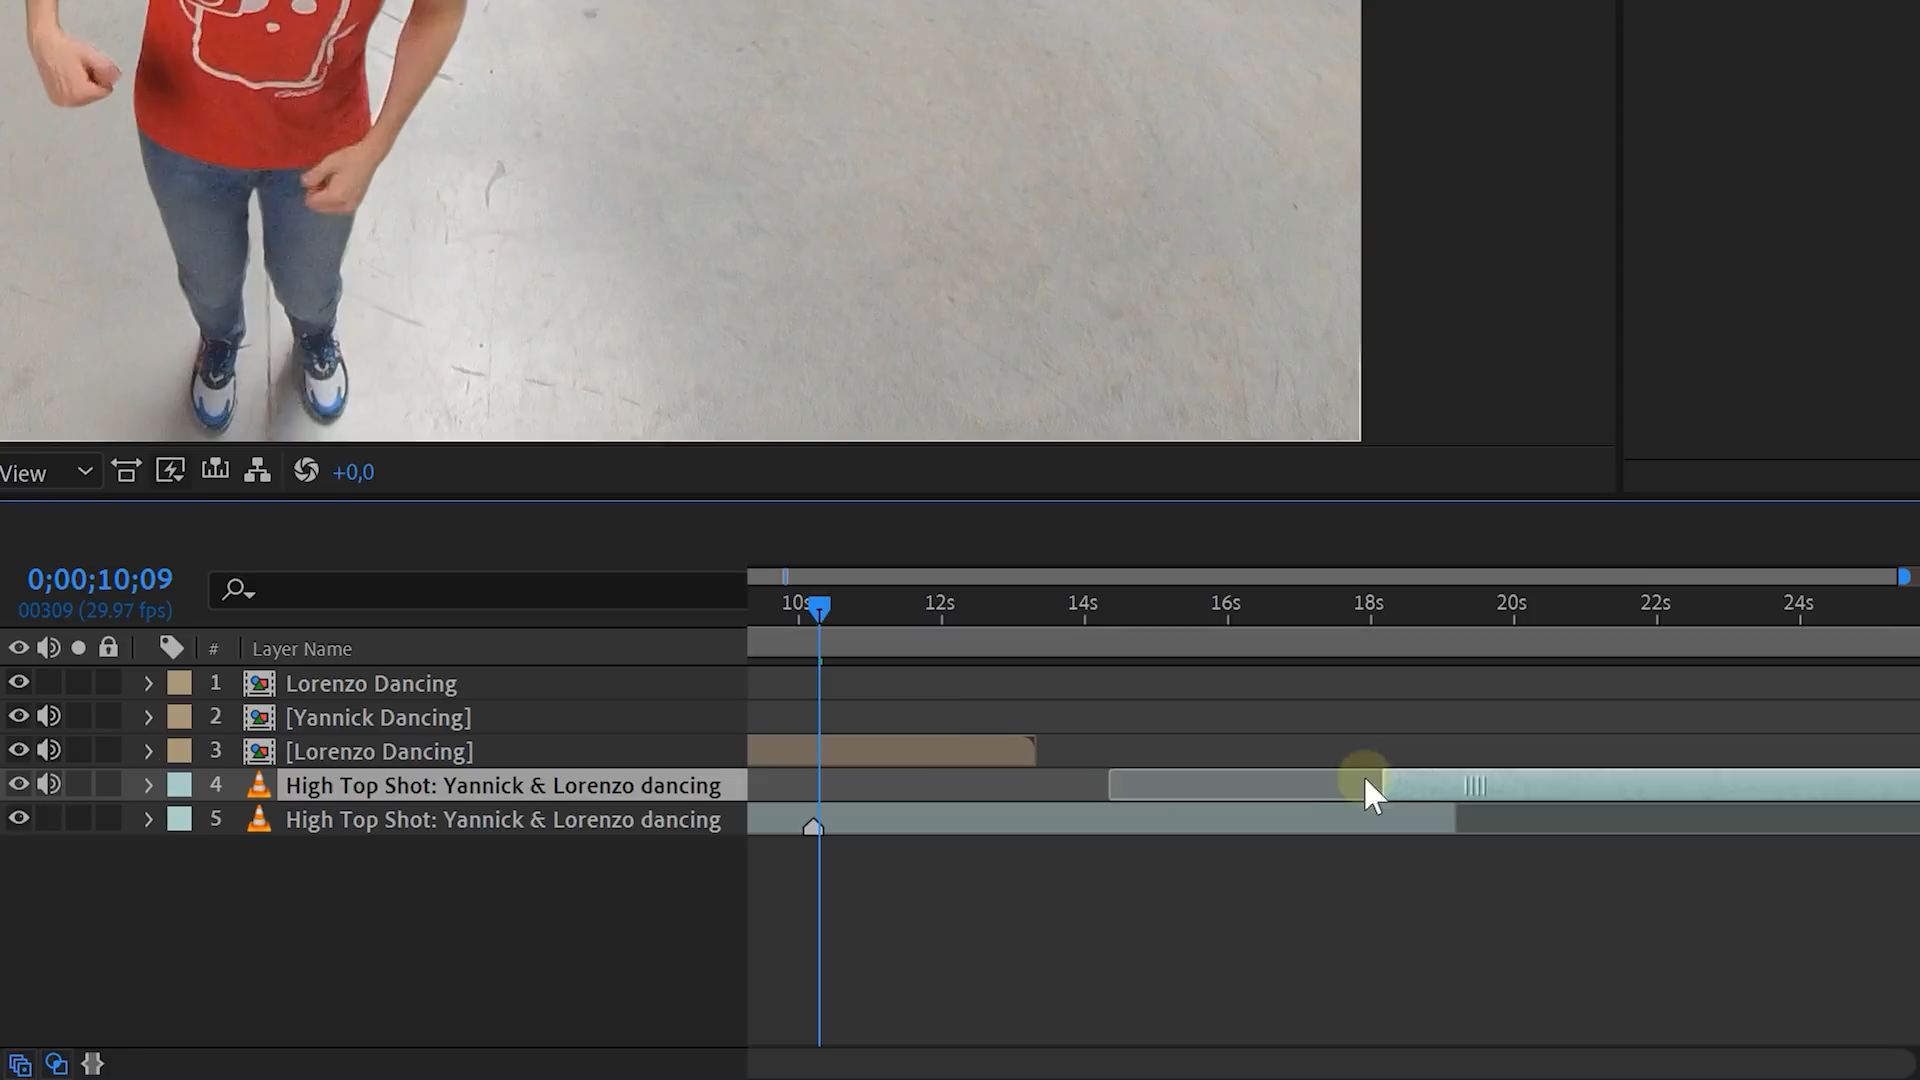 View +0,0
0;00;10;09
00309 (29.97 fps)
10s 12s 14s 16s 18s 20s 22s 24s
# Layer Name
1 Lorenzo Dancing
2 [Yannick Dancing]
3 [Lorenzo Dancing]
4 High Top Shot: Yannick & Lorenzo dancing
5 High Top Shot: Yannick & Lorenzo dancing